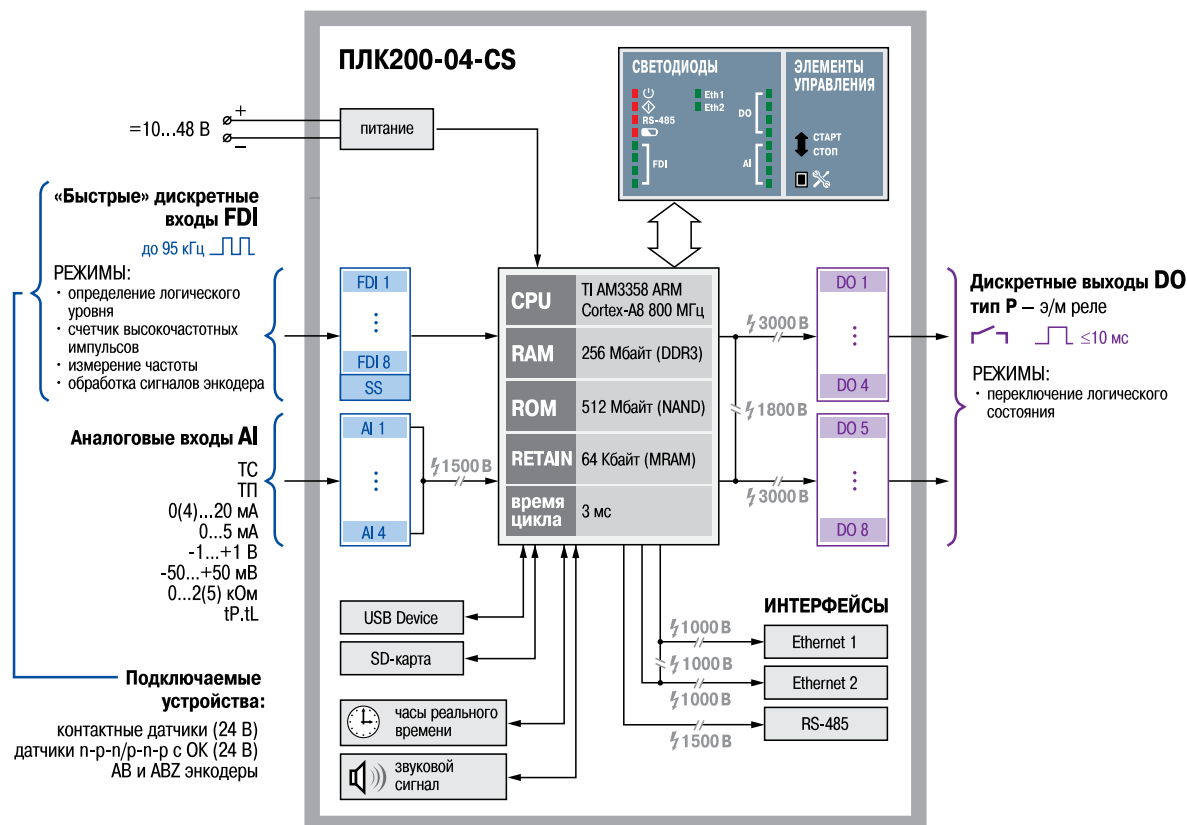 ПЛК200-04-CS
СВЕТОДИОДЫ
Eth1
Eth2
RS-485
DO
FDI
AI
ЭЛЕМЕНТЫ
УПРАВЛЕНИЯ
СТАРТ
СТОП
=10...48 В
+
–
питание
«Быстрые» дискретные
входы FDI
до 95 кГц
РЕЖИМЫ:
· определение логического
уровня
· счетчик высокочастотных
импульсов
· измерение частоты
· обработка сигналов энкодера
Аналоговые входы AI
ТС
ТП
0(4)...20 мА
0...5 мА
-1...+1 В
-50...+50 мВ
0...2(5) кОм
tP.tL
Подключаемые
устройства:
контактные датчики (24 В)
датчики n-p-n/p-n-p с ОК (24 В)
AB и ABZ энкодеры
FDI 1
FDI 8
SS
AI 1
AI 4
1500 В
CPU
TI AM3358 ARM
Cortex-A8 800 МГц
RAM
256 Мбайт (DDR3)
ROM
512 Мбайт (NAND)
RETAIN
64 Кбайт (MRAM)
время
цикла
3 мс
3000 В
1800 В
3000 В
DO 1
DO 4
DO 5
DO 8
Дискретные выходы DO
тип Р – э/м реле
≤10 мс
РЕЖИМЫ:
· переключение логического
состояния
USB Device
SD-карта
часы реального
времени
звуковой
сигнал
ИНТЕРФЕЙСЫ
1000 В
Ethernet 1
1000 В
Ethernet 2
1000 В
RS-485
1500 В